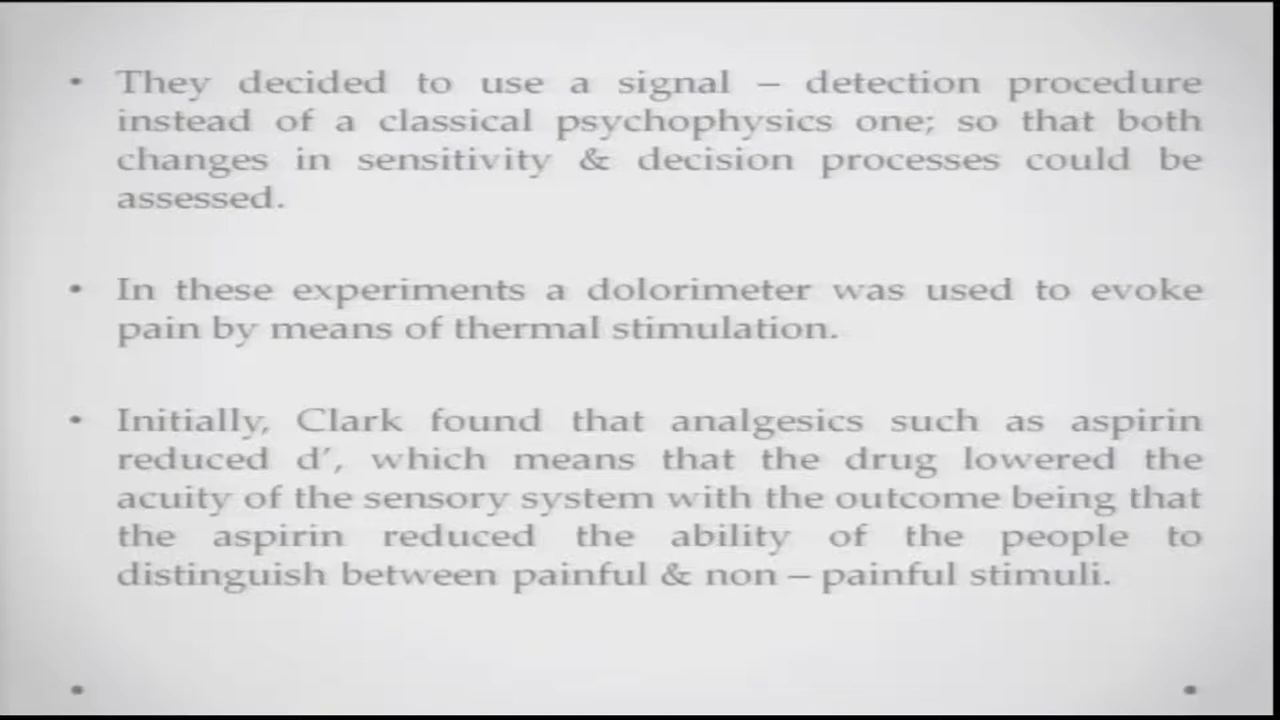 • They decided to use a signal – detection procedure
instead of a classical psychophysics one; so that both
changes in sensitivity & decision processes could be
assessed.
• In these experiments a dolorimeter was used to evoke
pain by means of thermal stimulation.
• Initially, Clark found that analgesics such as aspirin
reduced d’, which means that the drug lowered the
acuity of the sensory system with the outcome being that
the aspirin reduced the ability of the people to
distinguish between painful & non – painful stimuli.